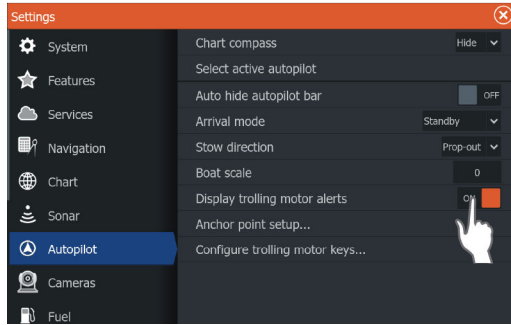 Settings
System
Features
Services
Navigation
Chart
Sonar
Autopilot
Cameras
Fuel
Chart compass Hide
Select active autopilot
Auto hide autopilot bar OFF
Arrival mode Standby
Stow direction Prop-out
Boat scale 0
Display trolling motor alerts ON
Anchor point setup...
Configure trolling motor keys...